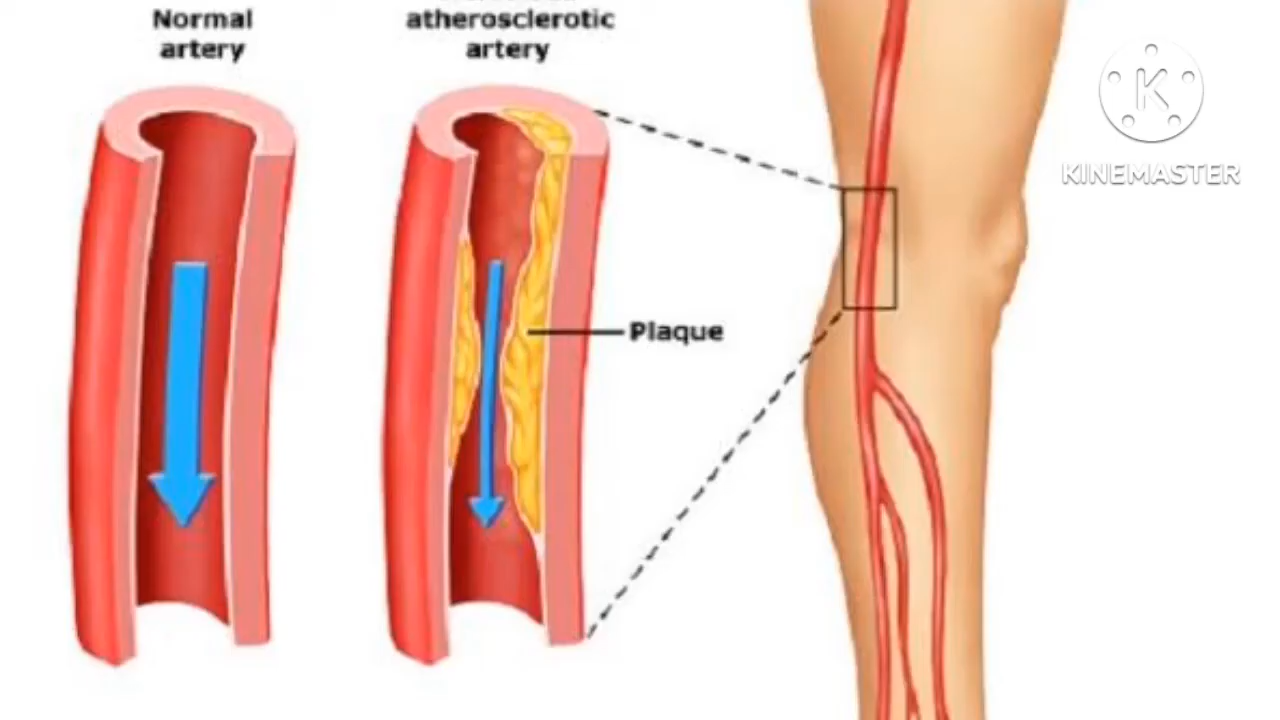 Normal
artery
atherosclerotic
artery
Plaque
K
KINEMASTER